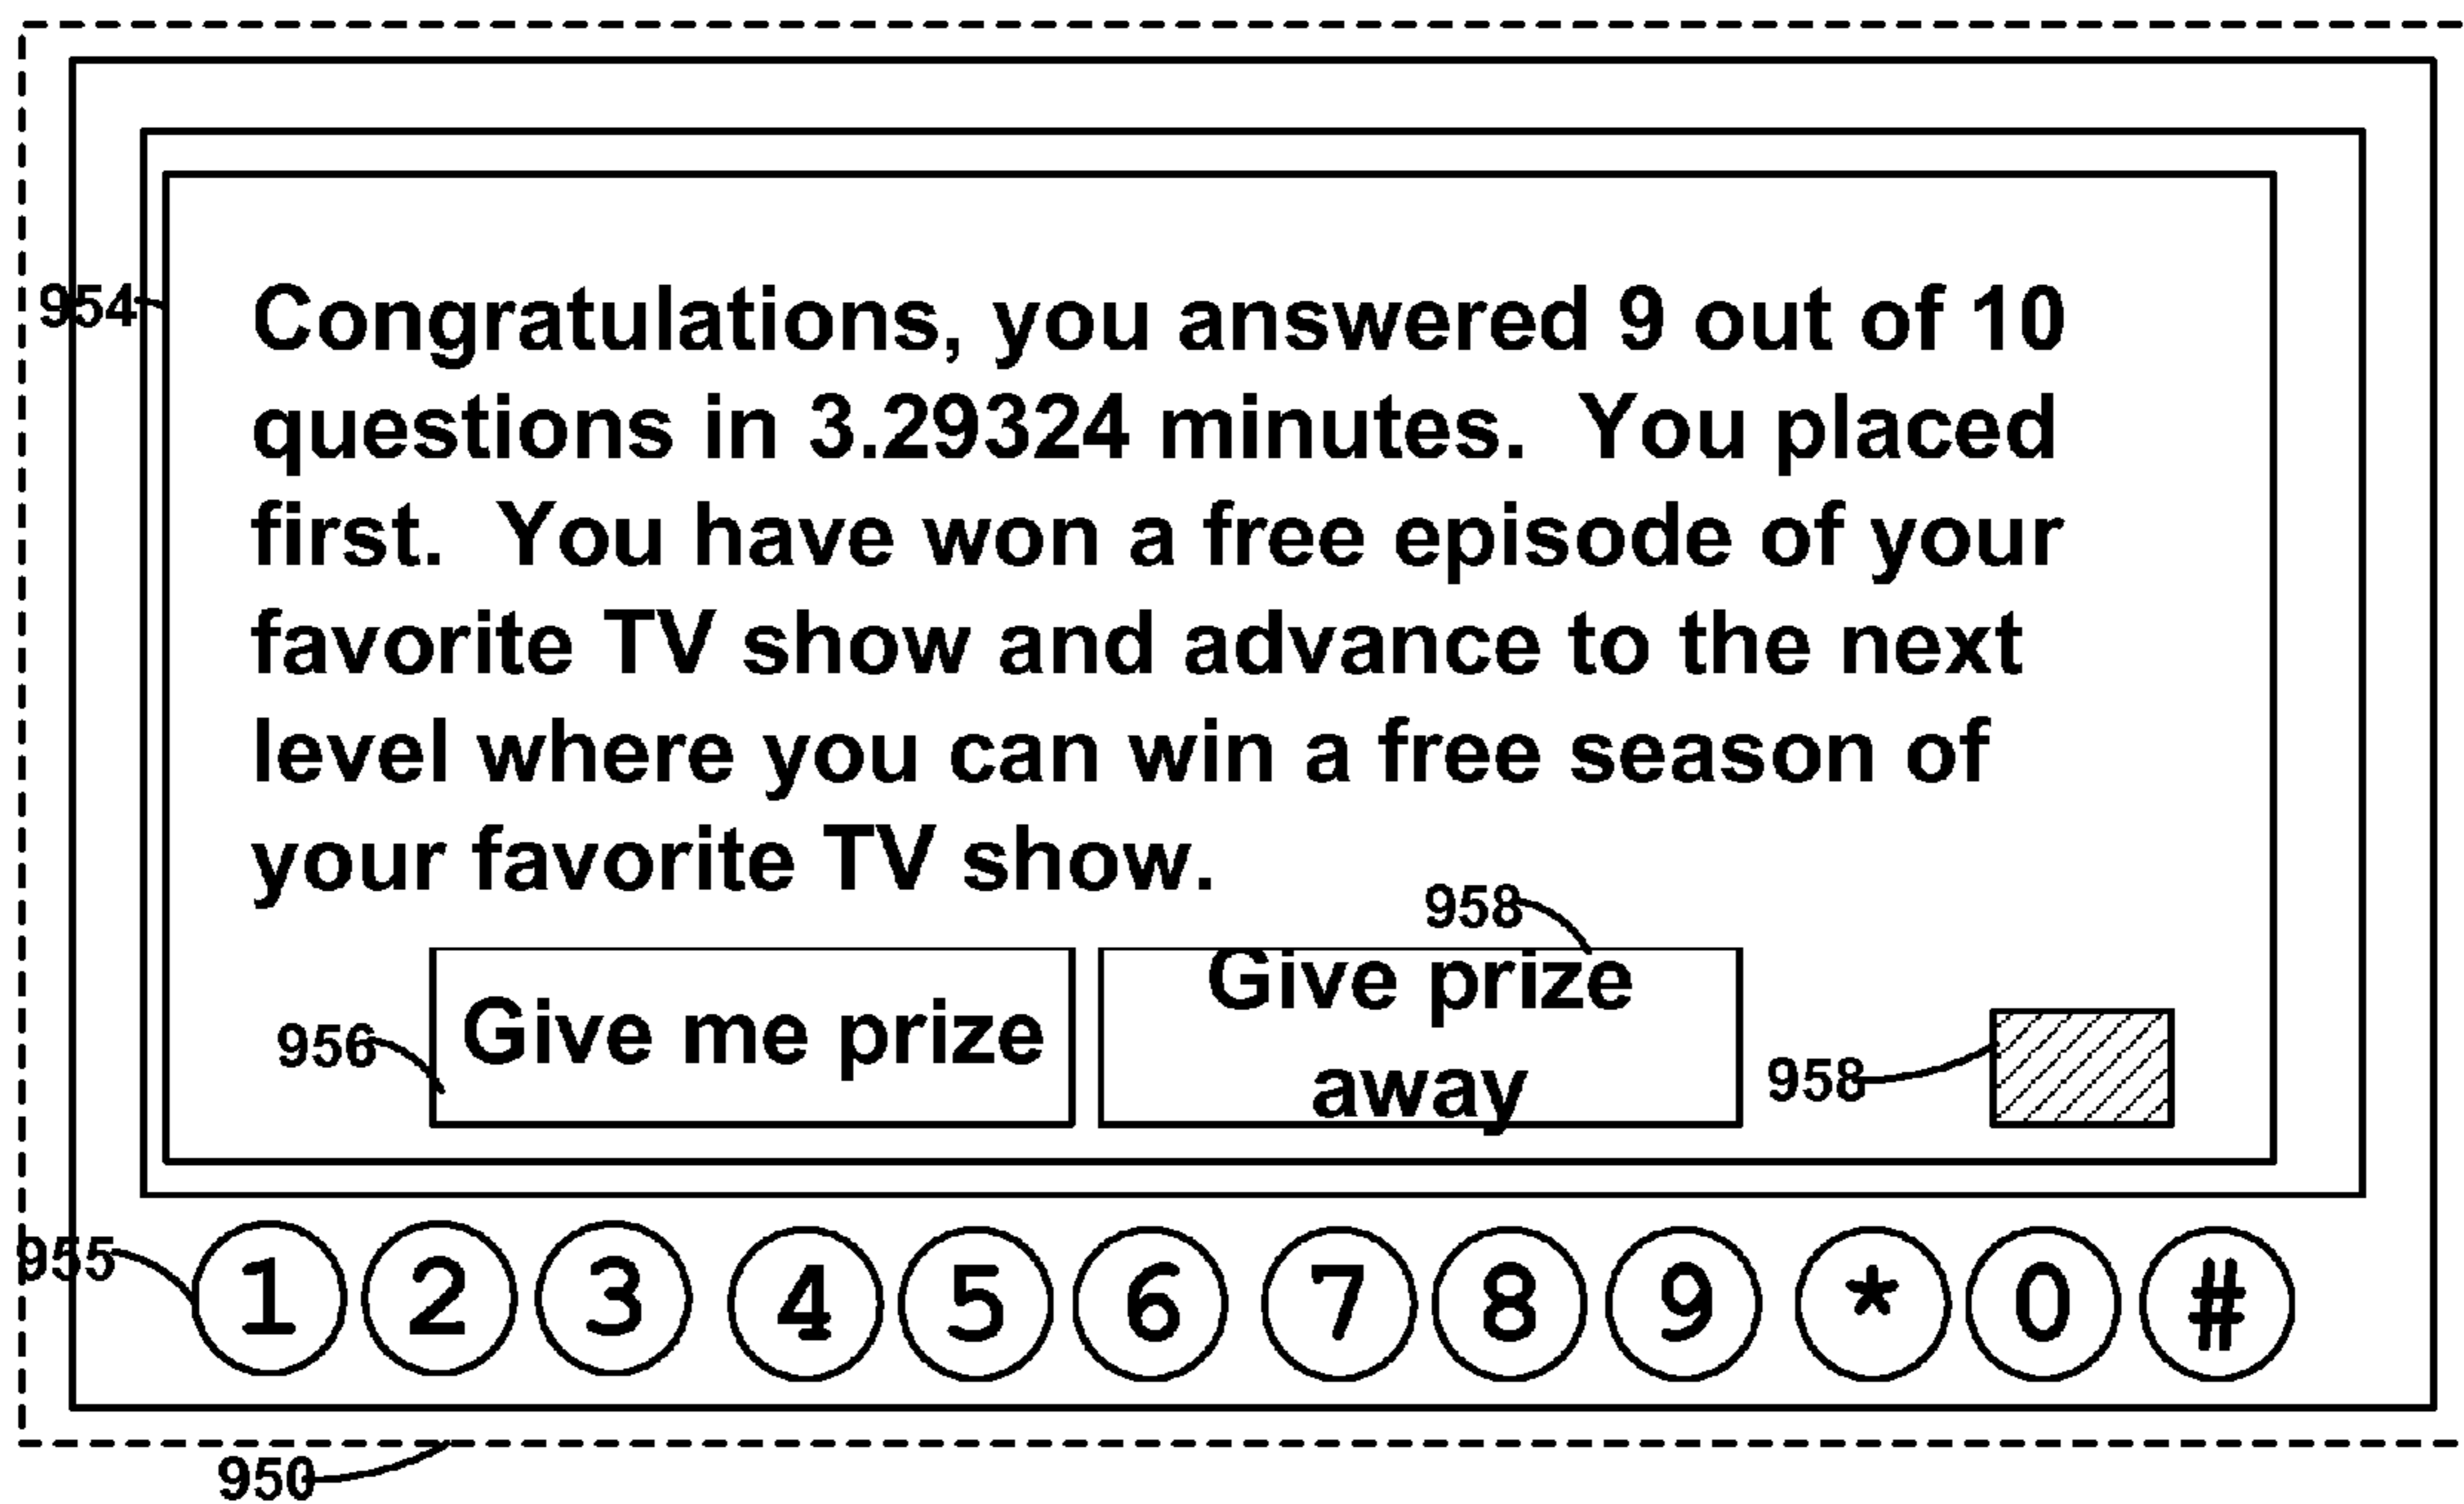 954
Congratulations, you answered 9 out of 10
questions in 3.29324 minutes.  You placed
first.  You have won a free episode of your
favorite TV show and advance to the next
level where you can win a free season of
your favorite TV show.
958
956
Give me prize
Give prize
away
958
955
1 2 3 4 5 6 7 8 9 * 0 #
950